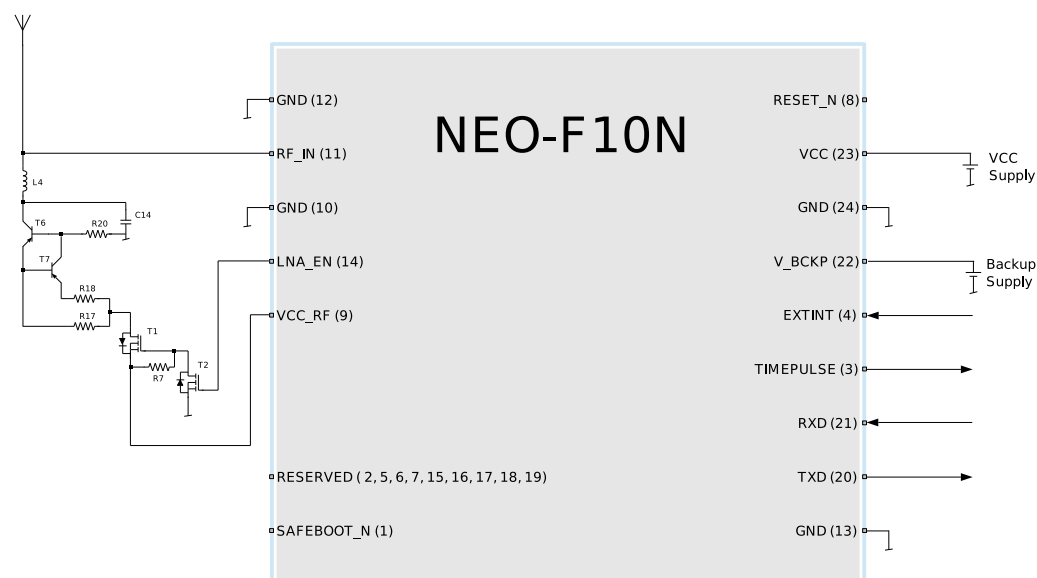 NEO-F10N
GND (12)
RF_IN (11)
GND (10)
LNA_EN (14)
VCC_RF (9)
RESERVED ( 2, 5, 6, 7, 15, 16, 17, 18, 19)
SAFEBOOT_N (1)
RESET_N (8)
VCC (23)
GND (24)
V_BCKP (22)
EXTINT (4)
TIMEPULSE (3)
RXD (21)
TXD (20)
GND (13)
VCC
Supply
Backup
Supply
L4
C14
T6
R20
T7
R18
R17
T1
R7
T2